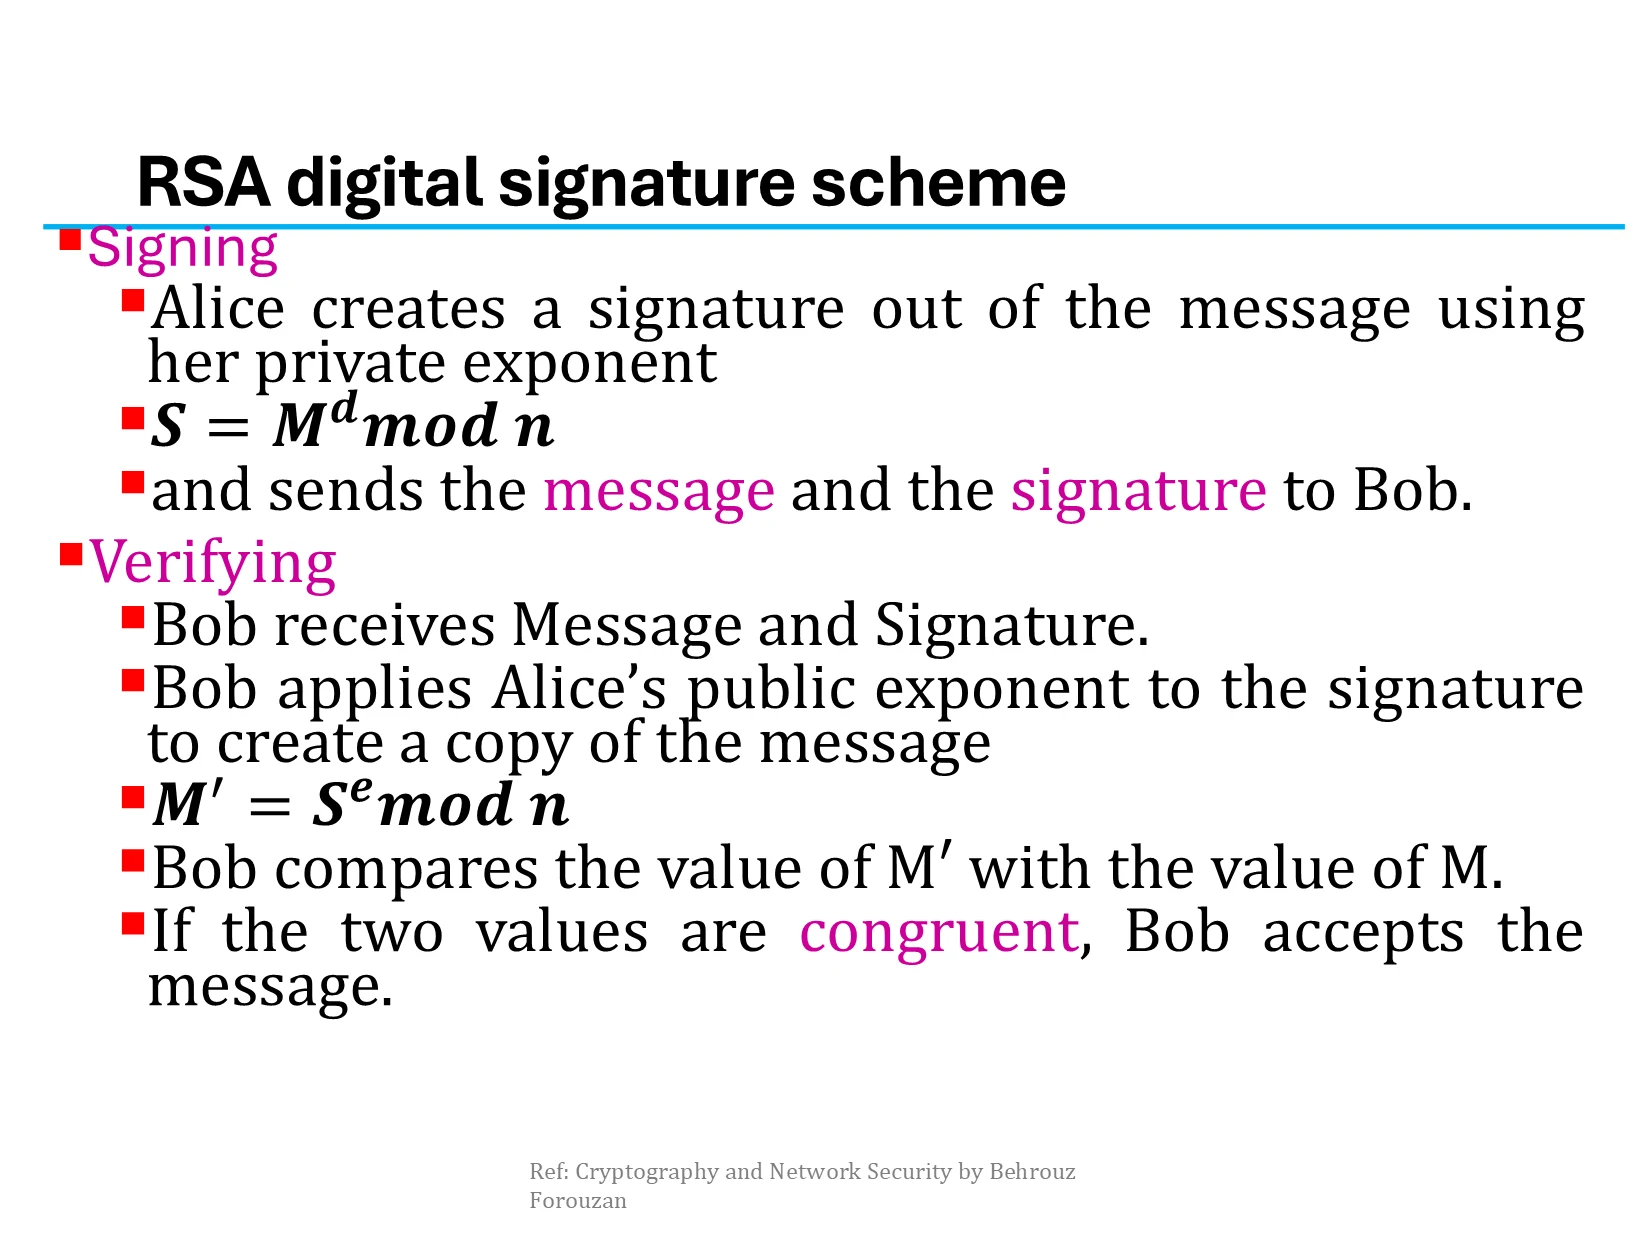 RSA digital signature scheme
▪Signing
▪Alice creates a signature out of the message using
her private exponent
▪S = M^d mod n
▪and sends the message and the signature to Bob.
▪Verifying
▪Bob receives Message and Signature.
▪Bob applies Alice’s public exponent to the signature
to create a copy of the message
▪M′ = S^e mod n
▪Bob compares the value of M′ with the value of M.
▪If the two values are congruent, Bob accepts the
message.
Ref: Cryptography and Network Security by Behrouz
Forouzan